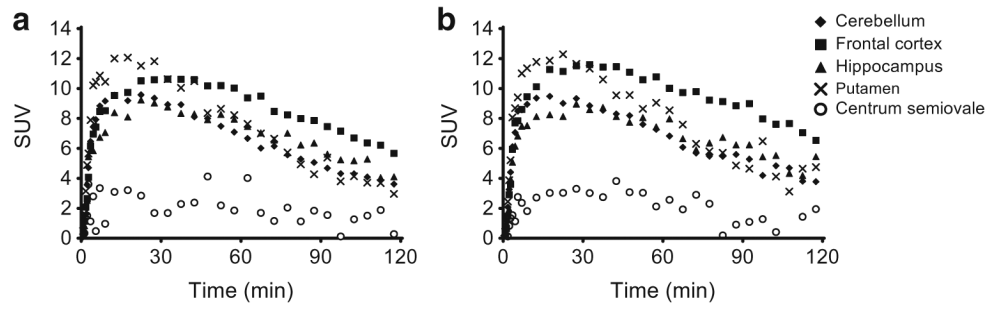 a
b
14
12
10
8
6
4
2
0
SUV
0 30 60 90 120
Time (min)
14
12
10
8
6
4
2
0
SUV
0 30 60 90 120
Time (min)
Cerebellum
Frontal cortex
Hippocampus
Putamen
Centrum semiovale